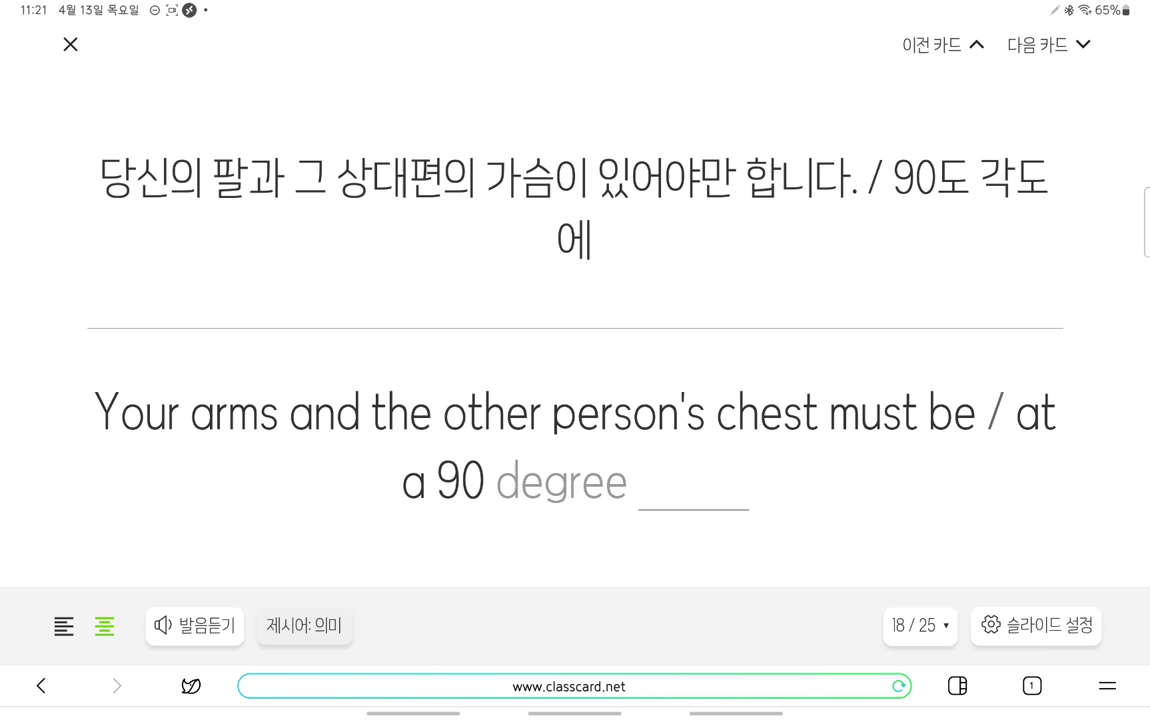 11:21 4월 13일 목요일 65%
이전 카드 다음 카드
당신의 팔과 그 상대편의 가슴이 있어야만 합니다. / 90도 각도
에
Your arms and the other person's chest must be / at
a 90 degree ______
발음듣기 제시어: 의미 18 / 25 슬라이드 설정
www.classcard.net 1